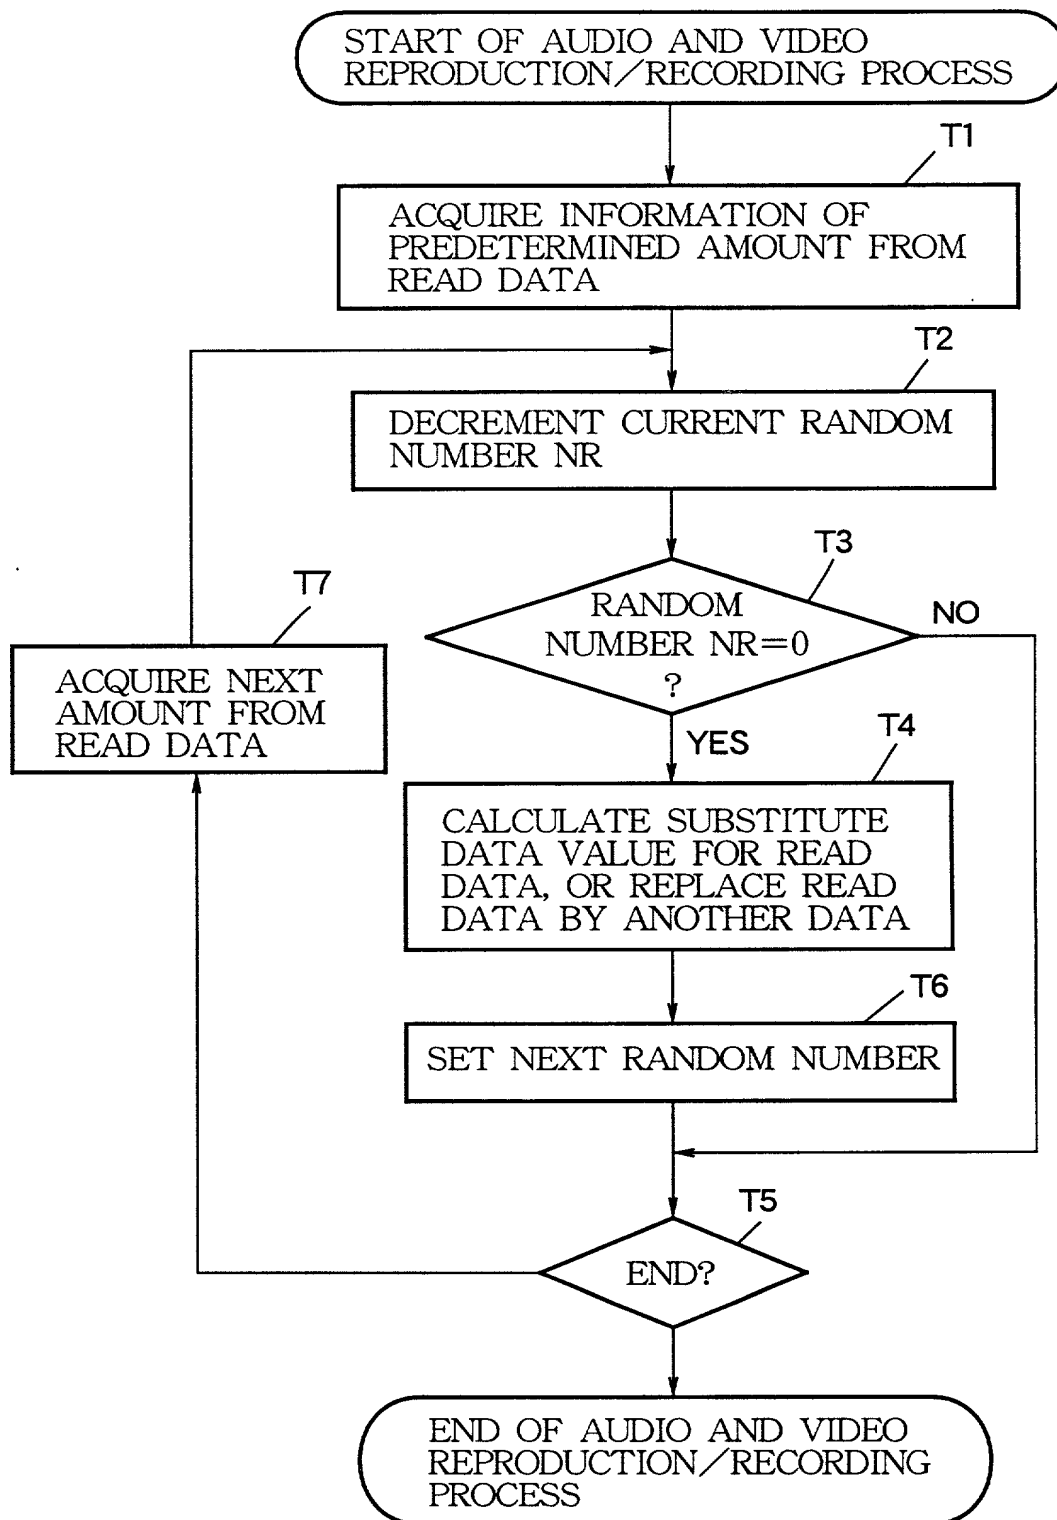 START OF AUDIO AND VIDEO
REPRODUCTION/RECORDING PROCESS
T1
ACQUIRE INFORMATION OF
PREDETERMINED AMOUNT FROM
READ DATA
T2
DECREMENT CURRENT RANDOM
NUMBER NR
T3
RANDOM
NUMBER NR=0
?
NO
YES
T7
ACQUIRE NEXT
AMOUNT FROM
READ DATA
T4
CALCULATE SUBSTITUTE
DATA VALUE FOR READ
DATA, OR REPLACE READ
DATA BY ANOTHER DATA
T6
SET NEXT RANDOM NUMBER
T5
END?
END OF AUDIO AND VIDEO
REPRODUCTION/RECORDING
PROCESS